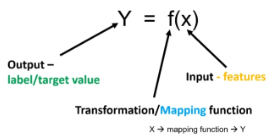 Y = f(x)
Output –
label/target value
Input - features
Transformation/Mapping function
X → mapping function → Y